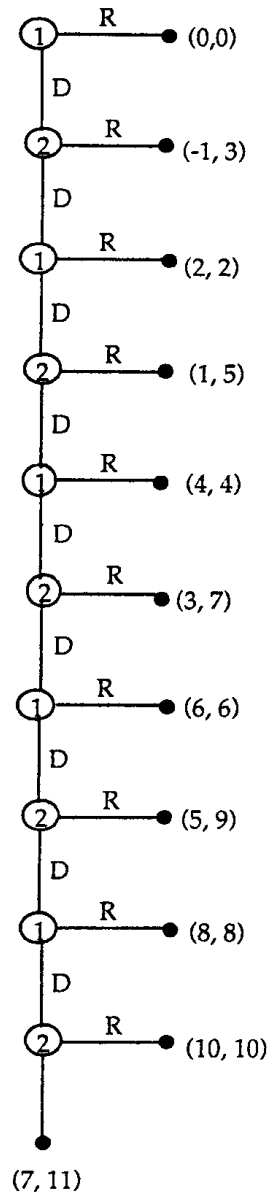 1 R (0,0)
D
2 R (-1, 3)
D
1 R (2, 2)
D
2 R (1, 5)
D
1 R (4, 4)
D
2 R (3, 7)
D
1 R (6, 6)
D
2 R (5, 9)
D
1 R (8, 8)
D
2 R (10, 10)
(7, 11)